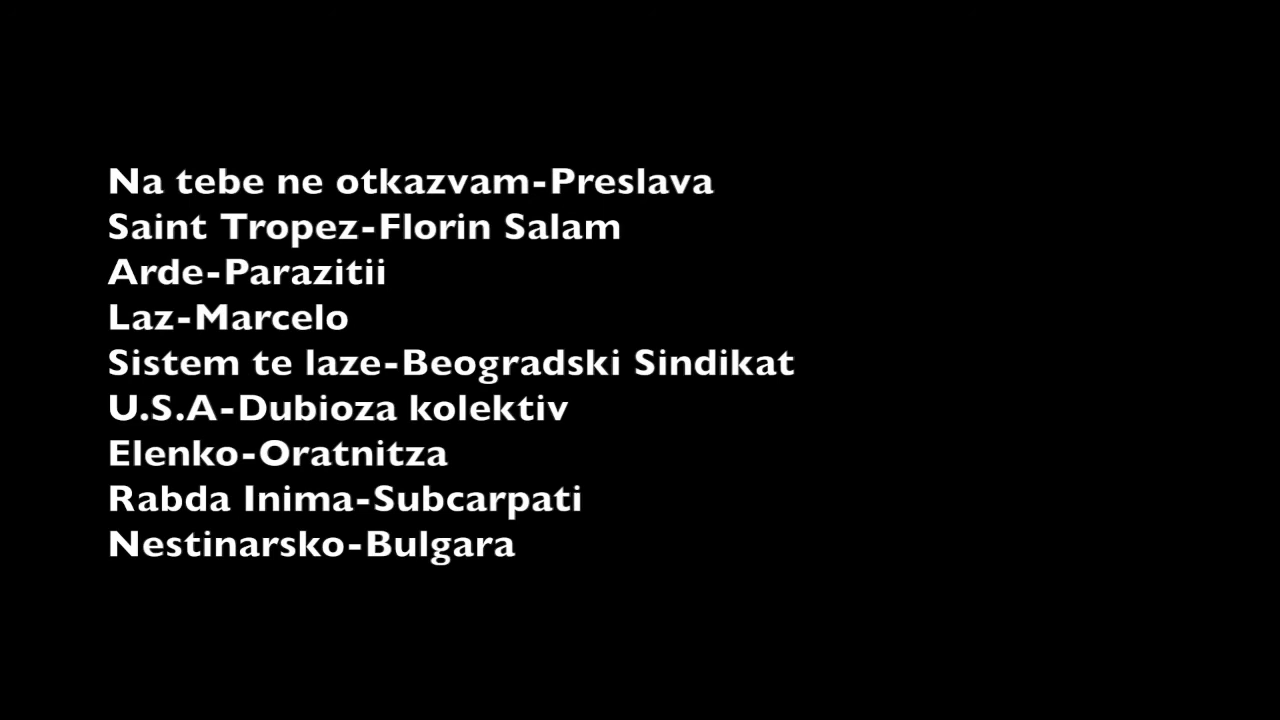 Na tebe ne otkazvam-Preslava
Saint Tropez-Florin Salam
Arde-Parazitii
Laz-Marcelo
Sistem te laze-Beogradski Sindikat
U.S.A-Dubioza kolektiv
Elenko-Oratnitza
Rabda Inima-Subcarpati
Nestinarsko-Bulgara